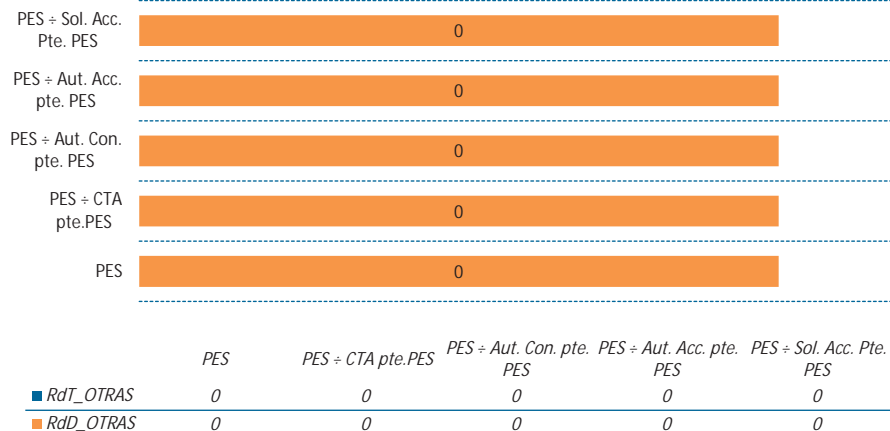 PES ÷ Sol. Acc.
Pte. PES
0
PES ÷ Aut. Acc.
pte. PES
0
PES ÷ Aut. Con.
pte. PES
0
PES ÷ CTA
pte.PES
0
PES
0
PES PES ÷ CTA pte.PES PES ÷ Aut. Con. pte. PES PES ÷ Aut. Acc. pte. PES PES ÷ Sol. Acc. Pte. PES
RdT_OTRAS 0 0 0 0 0
RdD_OTRAS 0 0 0 0 0